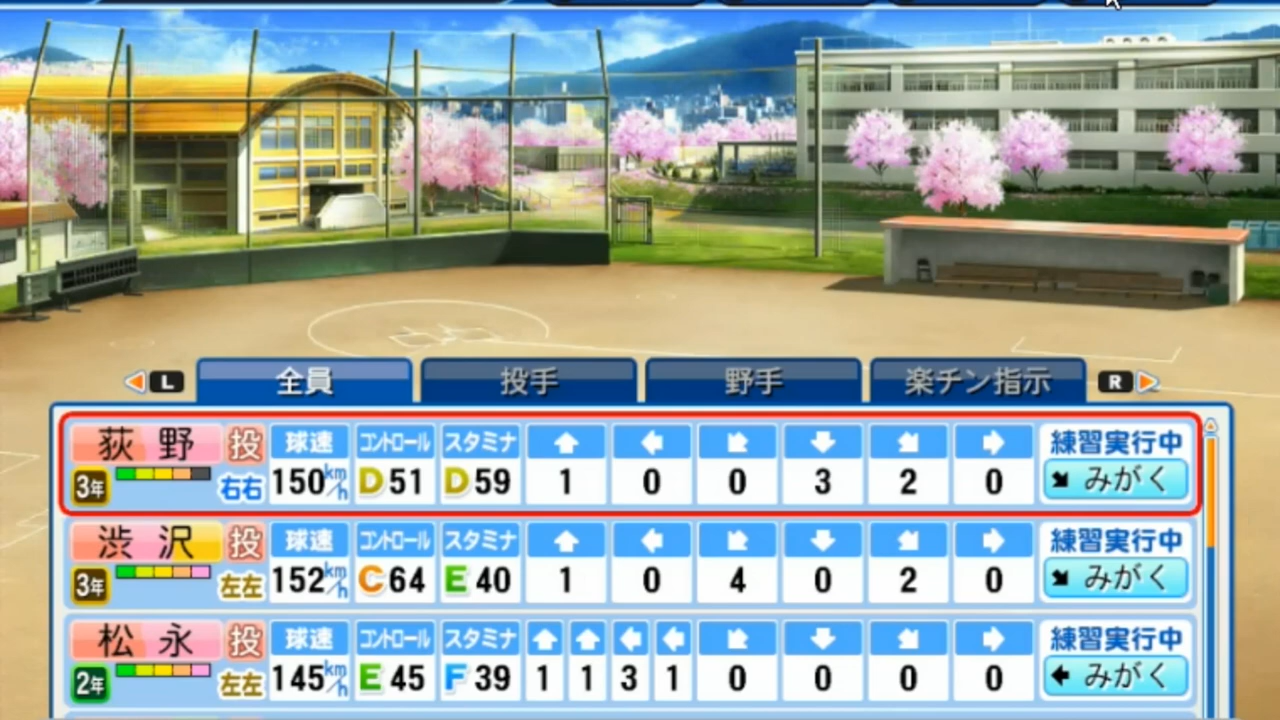 L 全員 投手 野手 楽チン指示 R
荻野 投 球速 コントロール スタミナ ↑ ← ↙ ↓ ↘ → 練習実行中
3年 右右 150km/h D 51 D 59 1 0 0 3 2 0 ↘ みがく
渋沢 投 球速 コントロール スタミナ ↑ ← ↙ ↓ ↘ → 練習実行中
3年 左左 152km/h C 64 E 40 1 0 4 0 2 0 ↘ みがく
松永 投 球速 コントロール スタミナ ↑ ↑ ← ← ↙ ↓ ↘ → 練習実行中
2年 左左 145km/h E 45 F 39 1 1 3 1 0 0 0 0 ← みがく